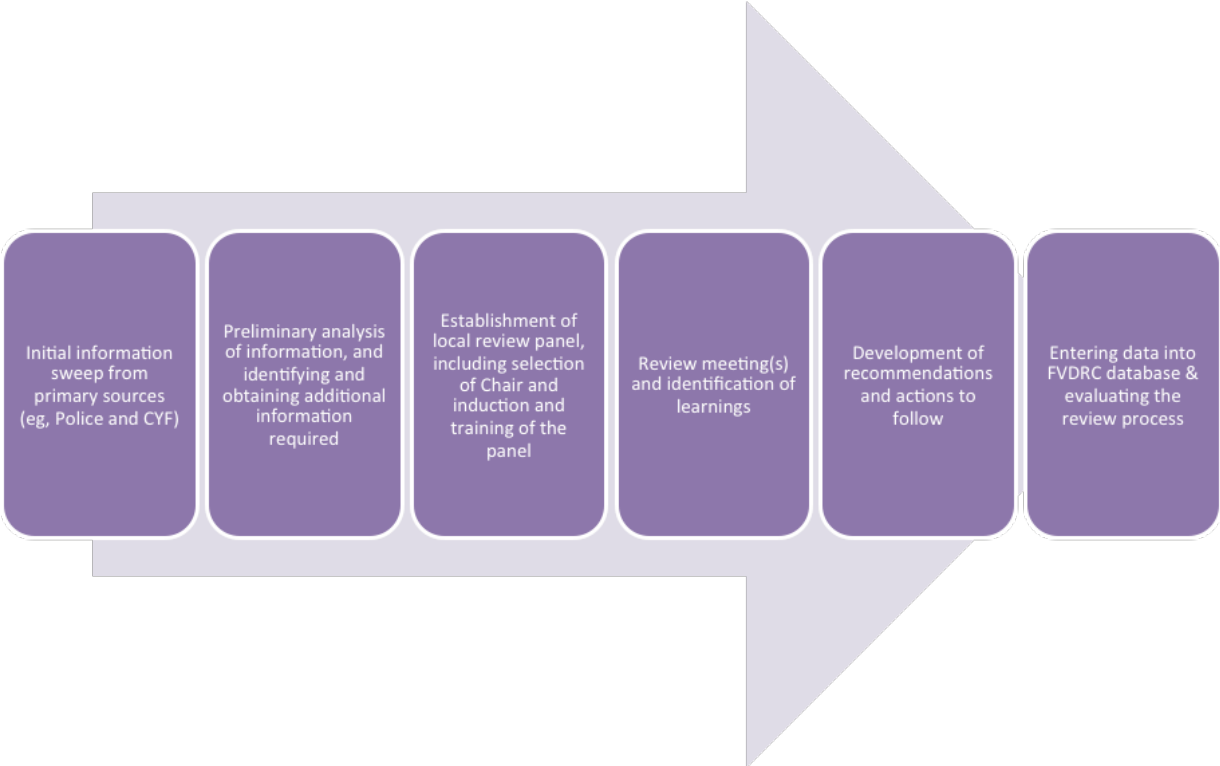 Initial information
sweep from
primary sources
(eg, Police and CYF)
Preliminary analysis
of information, and
identifying and
obtaining additional
information
required
Establishment of
local review panel,
including selection
of Chair and
induction and
training of the
panel
Review meeting(s)
and identification of
learnings
Development of
recommendations
and actions to
follow
Entering data into
FVDRC database &
evaluating the
review process